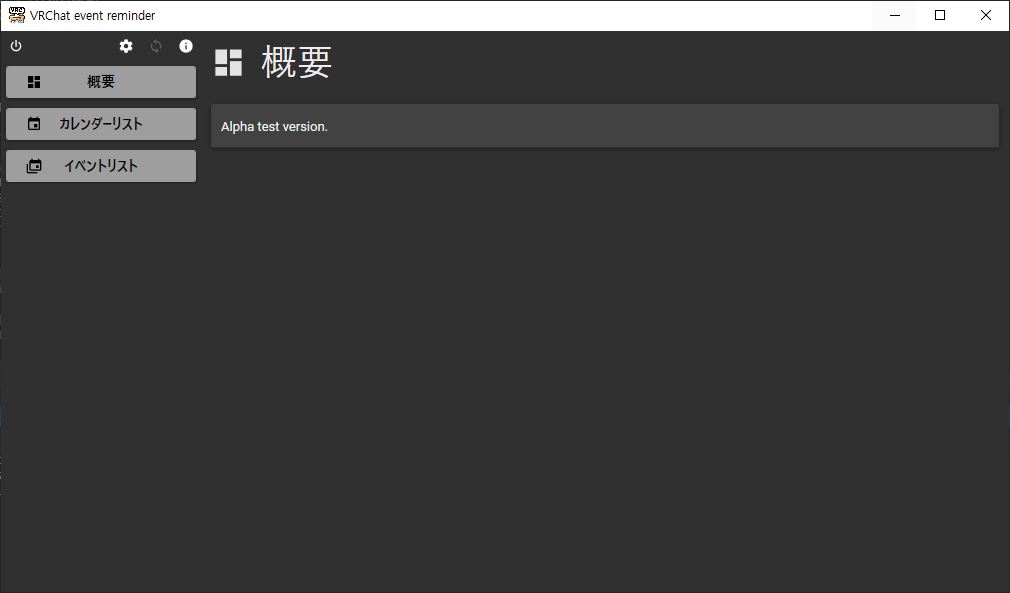 VRChat event reminder
概要
カレンダーリスト
イベントリスト
概要
Alpha test version.